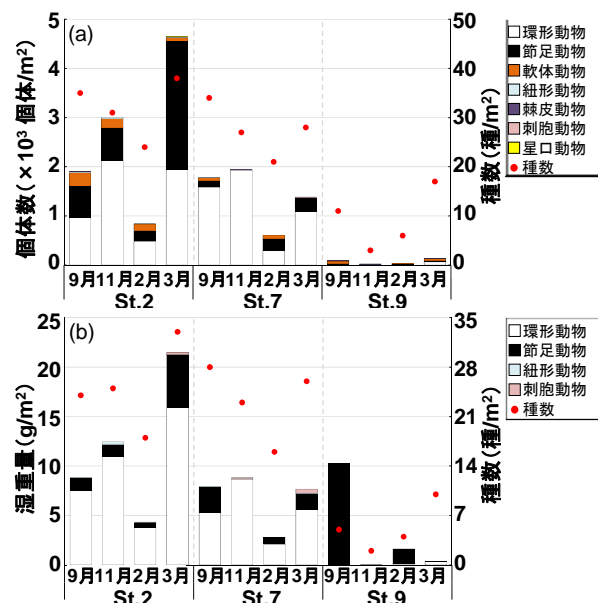 (a)
個体数(×10³ 個体/m²)
5
4
3
2
1
0
50
40
30
20
10
0
種数(種/m²)
環形動物
節足動物
軟体動物
紐形動物
棘皮動物
刺胞動物
星口動物
種数
9月 11月 2月 3月 9月 11月 2月 3月 9月 11月 2月 3月
St.2 St.7 St.9
(b)
湿重量(g/m²)
25
20
15
10
5
0
35
28
21
14
7
0
種数(種/m²)
環形動物
節足動物
紐形動物
刺胞動物
種数
9月 11月 2月 3月 9月 11月 2月 3月 9月 11月 2月 3月
St.2 St.7 St.9